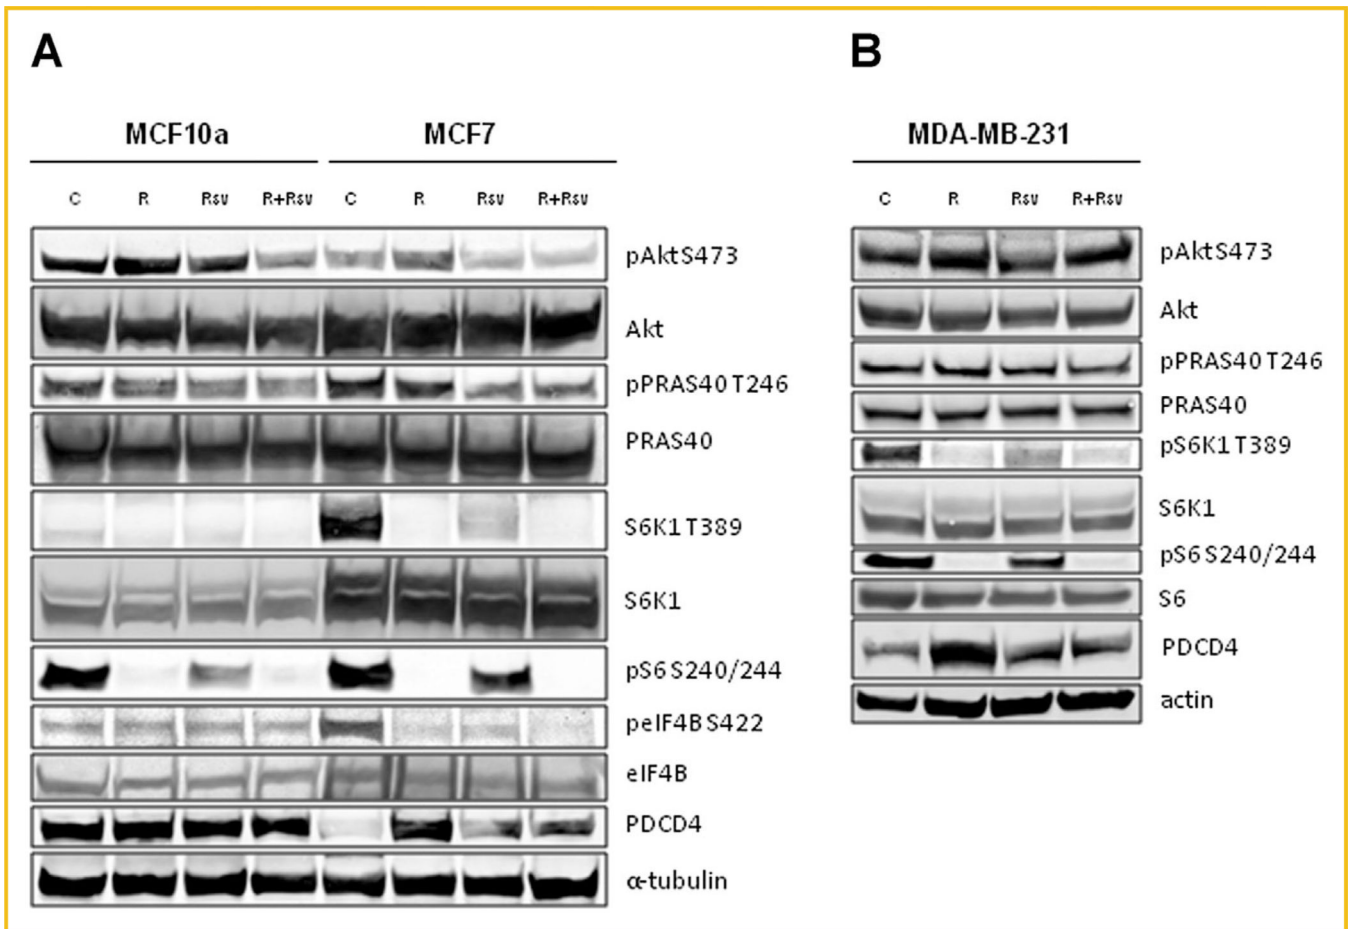 A
B
MCF10a MCF7
MDA-MB-231
C R Rsv R+Rsv C R Rsv R+Rsv
C R Rsv R+Rsv
pAktS473
Akt
pPRAS40T246
PRAS40
S6K1T389
S6K1
pS6S240/244
peIF4BS422
eIF4B
PDCD4
α-tubulin
pAktS473
Akt
pPRAS40T246
PRAS40
pS6K1T389
S6K1
pS6S240/244
S6
PDCD4
actin